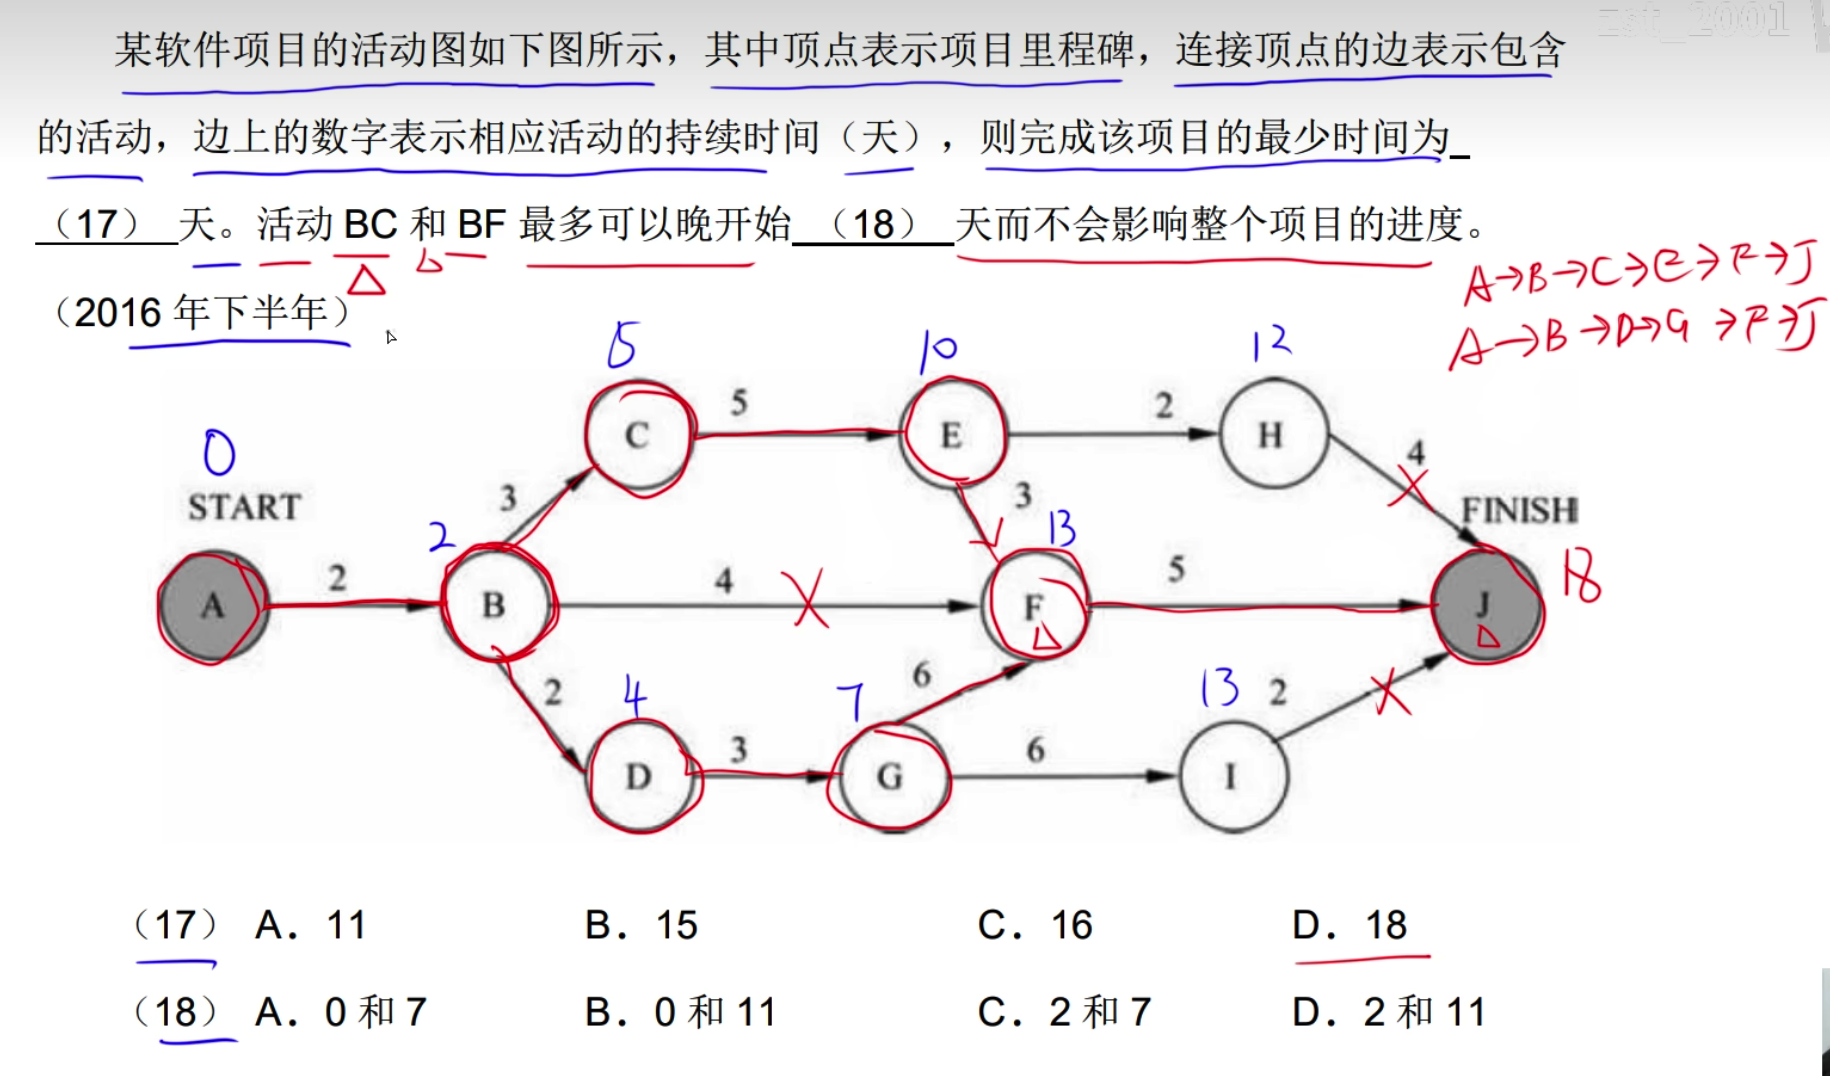 zst_2001
某软件项目的活动图如下图所示，其中顶点表示项目里程碑，连接顶点的边表示包含
的活动，边上的数字表示相应活动的持续时间（天），则完成该项目的最少时间为
（17） 天。活动 BC 和 BF 最多可以晚开始 （18） 天而不会影响整个项目的进度。
（2016 年下半年）
A→B→C→E→F→J
A→B→D→G→F→J
5 10 12
C 5 E 2 H
0 4
START 3 3 FINISH
2 13 18
A 2 B 4 F 5 J
2 4 7 6 13 2
D 3 G 6 I
（17） A. 11 B. 15 C. 16 D. 18
（18） A. 0 和 7 B. 0 和 11 C. 2 和 7 D. 2 和 11